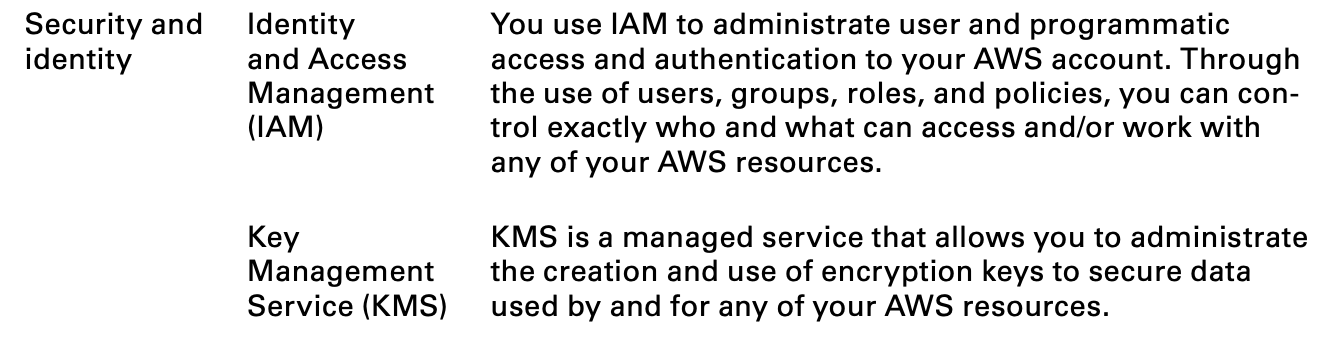 Security and
identity
Identity
and Access
Management
(IAM)
You use IAM to administrate user and programmatic
access and authentication to your AWS account. Through
the use of users, groups, roles, and policies, you can con-
trol exactly who and what can access and/or work with
any of your AWS resources.
Key
Management
Service (KMS)
KMS is a managed service that allows you to administrate
the creation and use of encryption keys to secure data
used by and for any of your AWS resources.